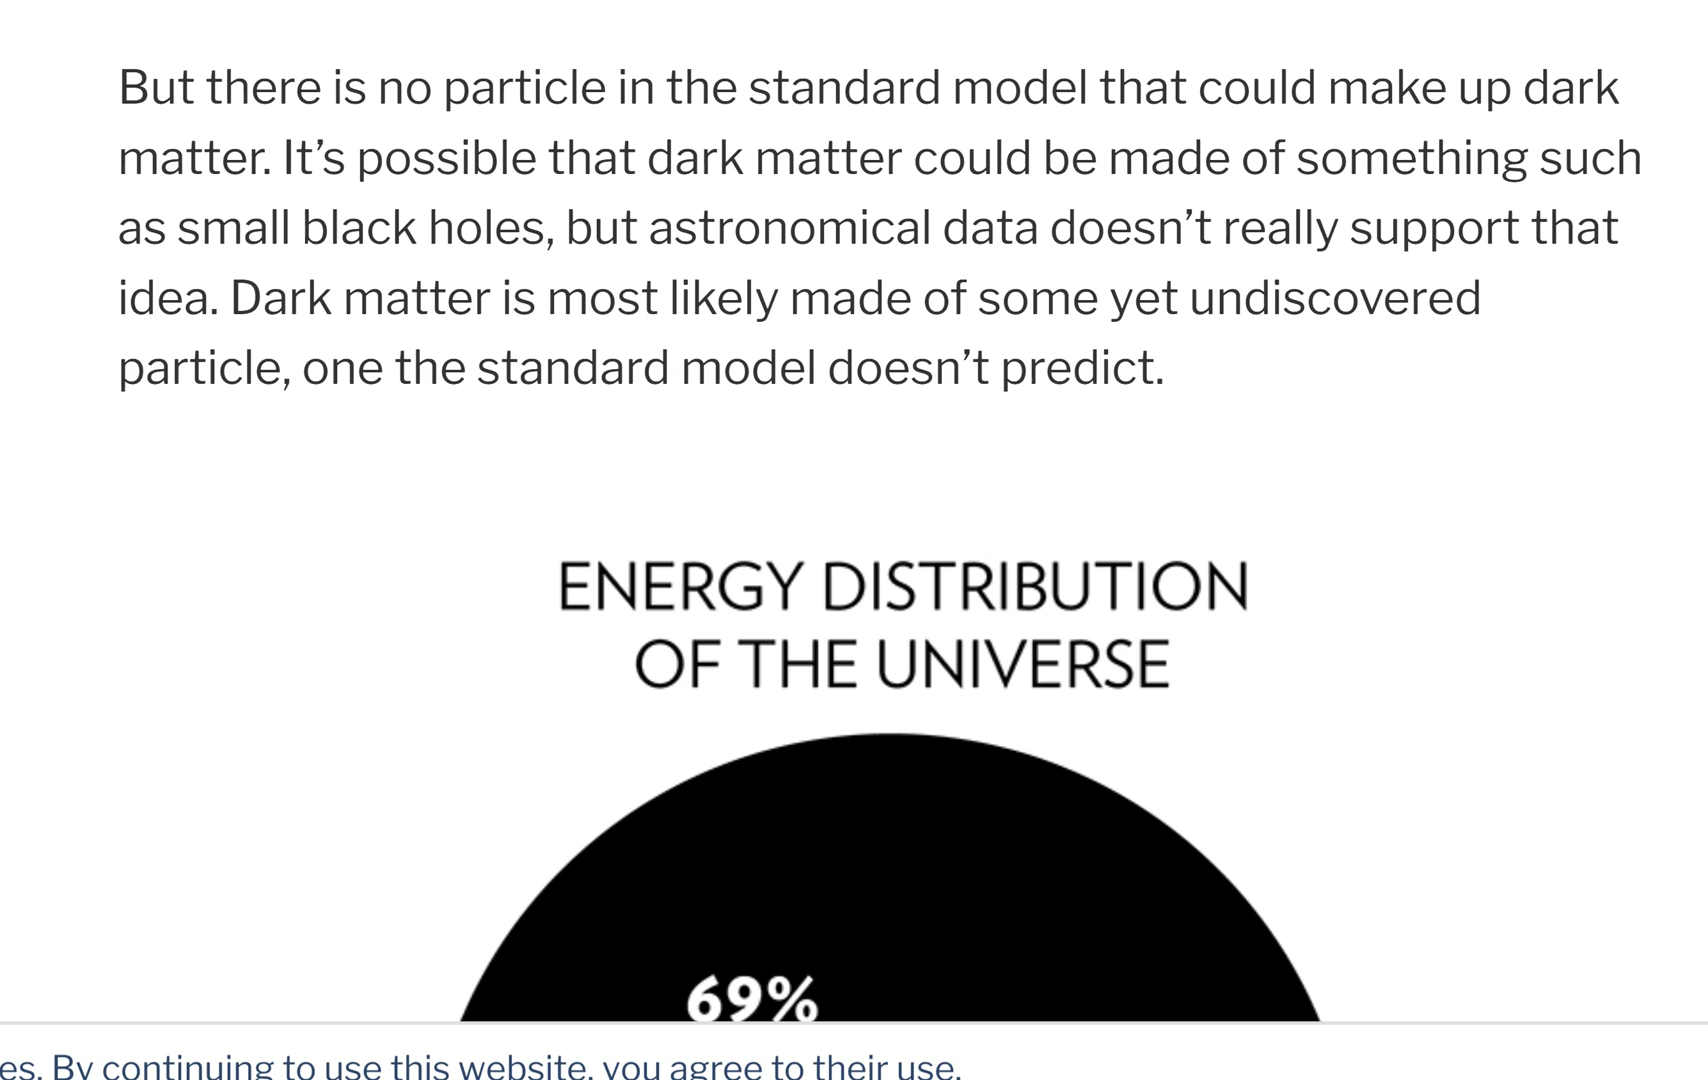 But there is no particle in the standard model that could make up dark
matter. It’s possible that dark matter could be made of something such
as small black holes, but astronomical data doesn’t really support that
idea. Dark matter is most likely made of some yet undiscovered
particle, one the standard model doesn’t predict.
ENERGY DISTRIBUTION
OF THE UNIVERSE
69%
es. By continuing to use this website, you agree to their use.